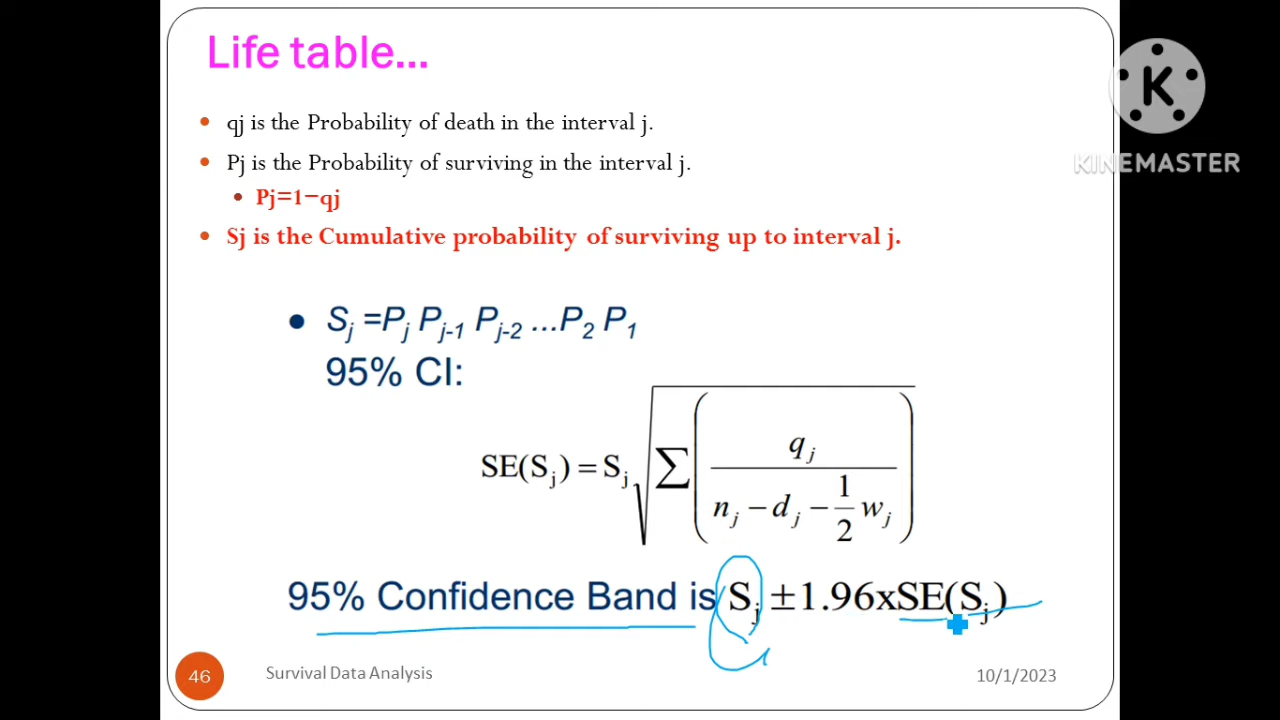 Life table...
K
KINEMASTER
• qj is the Probability of death in the interval j.
• Pj is the Probability of surviving in the interval j.
• Pj=1−qj
• Sj is the Cumulative probability of surviving up to interval j.
• Sj =Pj Pj-1 Pj-2 ...P2 P1
95% CI:
SE(Sj) = Sj √ ∑ ( qj / nj − dj − 1/2 wj )
95% Confidence Band is Sj ±1.96xSE(Sj)
46 Survival Data Analysis 10/1/2023